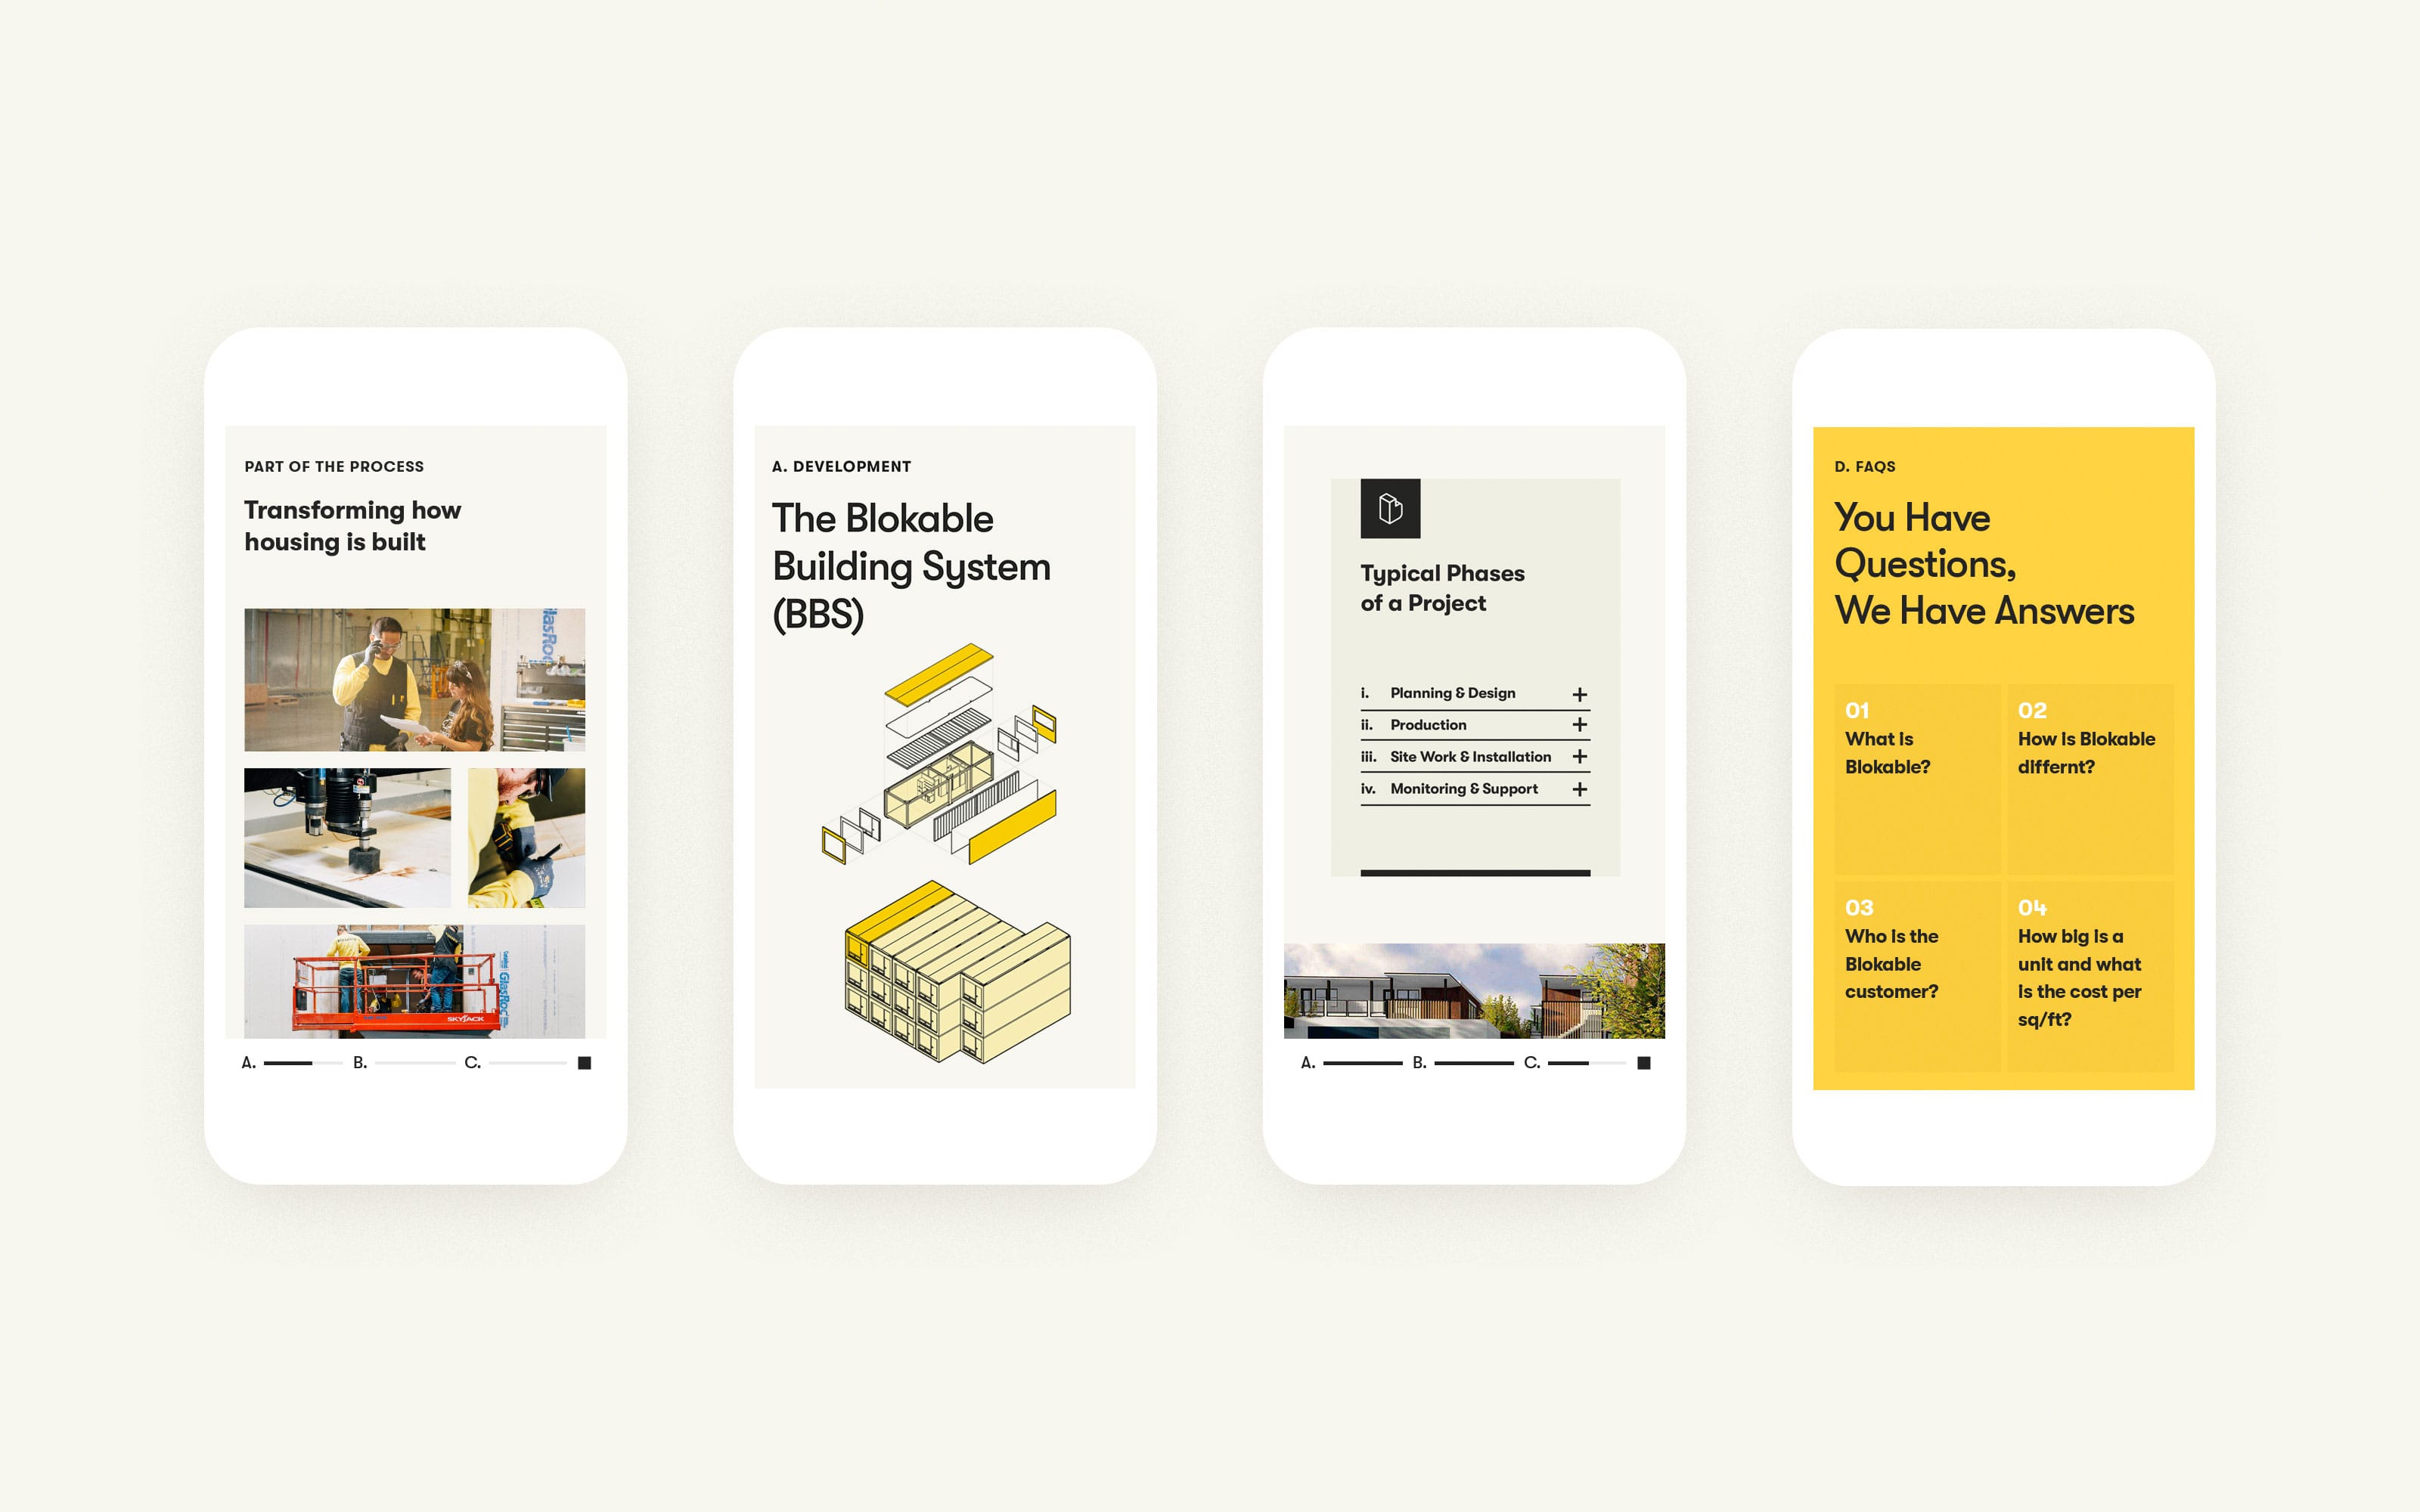 PART OF THE PROCESS
Transforming how
housing is built
GlasRoc
SKYJACK
GlasRoc
A. B. C.
A. DEVELOPMENT
The Blokable
Building System
(BBS)
Typical Phases
of a Project
i. Planning & Design +
ii. Production +
iii. Site Work & Installation +
iv. Monitoring & Support +
A. B. C.
D. FAQS
You Have
Questions,
We Have Answers
01
What is
Blokable?
02
How is Blokable
differnt?
03
Who is the
Blokable
customer?
04
How big is a
unit and what
is the cost per
sq/ft?